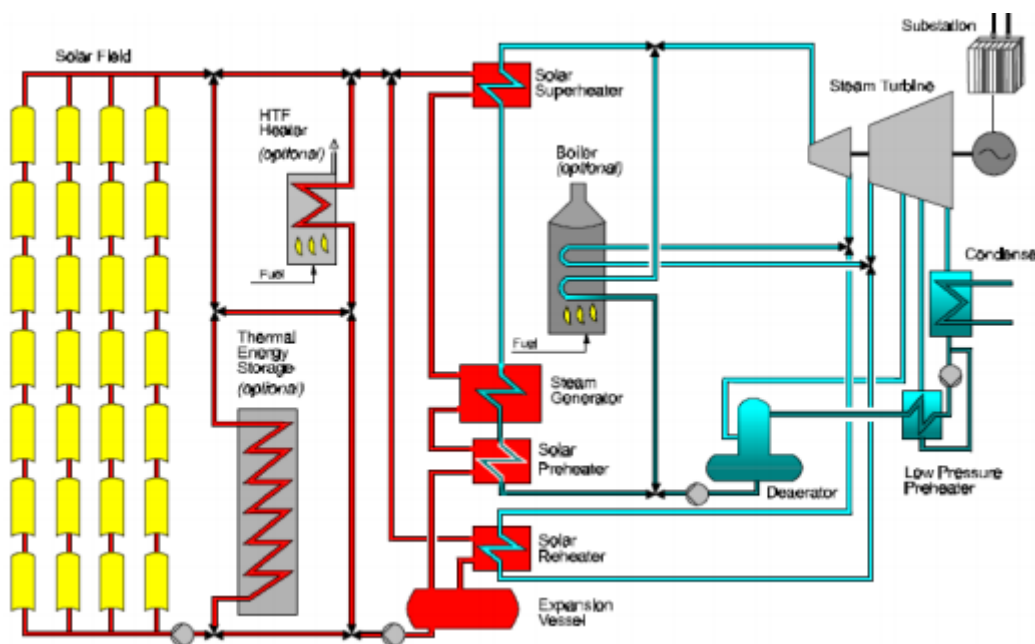 Substation
Solar Field
Solar
Superheater
Steam Turbine
HTF
Heater
(optional)
Boiler
(optional)
Fuel
Condense
Thermal
Energy
Storage
(optional)
Fuel
Steam
Generator
Solar
Preheater
Deaerator
Low Pressure
Preheater
Solar
Reheater
Expansion
Vessel